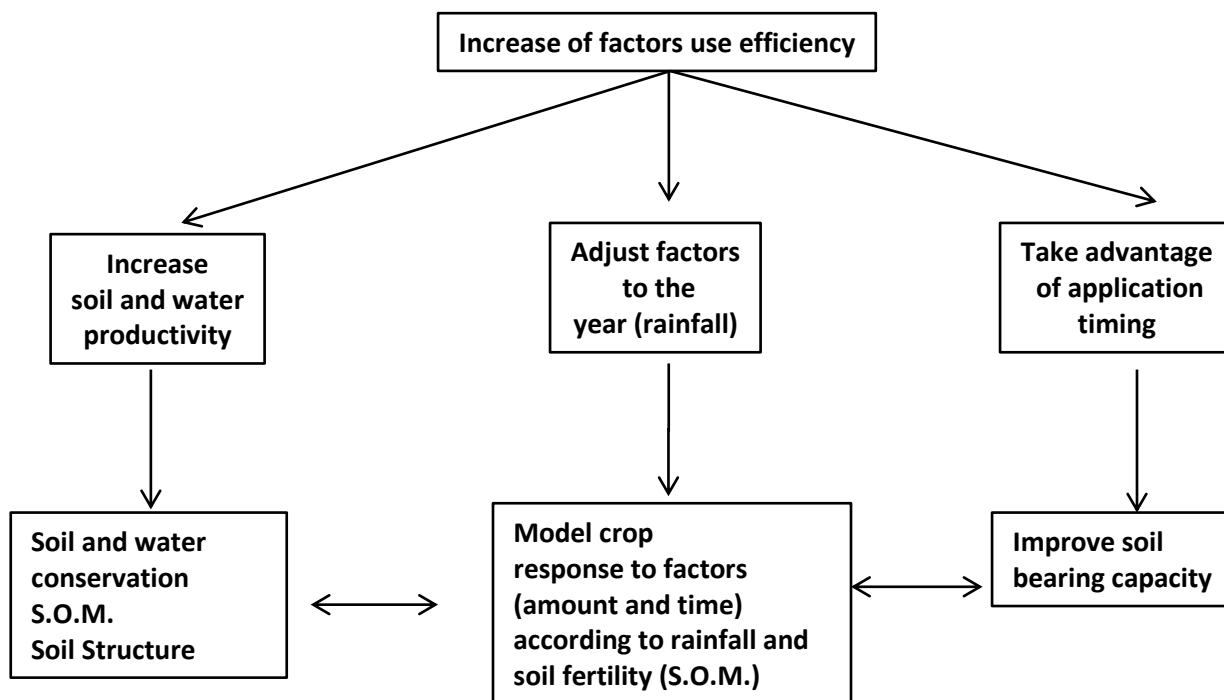 Increase of factors use efficiency
Increase
soil and water
productivity
Adjust factors
to the
year (rainfall)
Take advantage
of application
timing
Soil and water
conservation
S.O.M.
Soil Structure
Model crop
response to factors
(amount and time)
according to rainfall and
soil fertility (S.O.M.)
Improve soil
bearing capacity